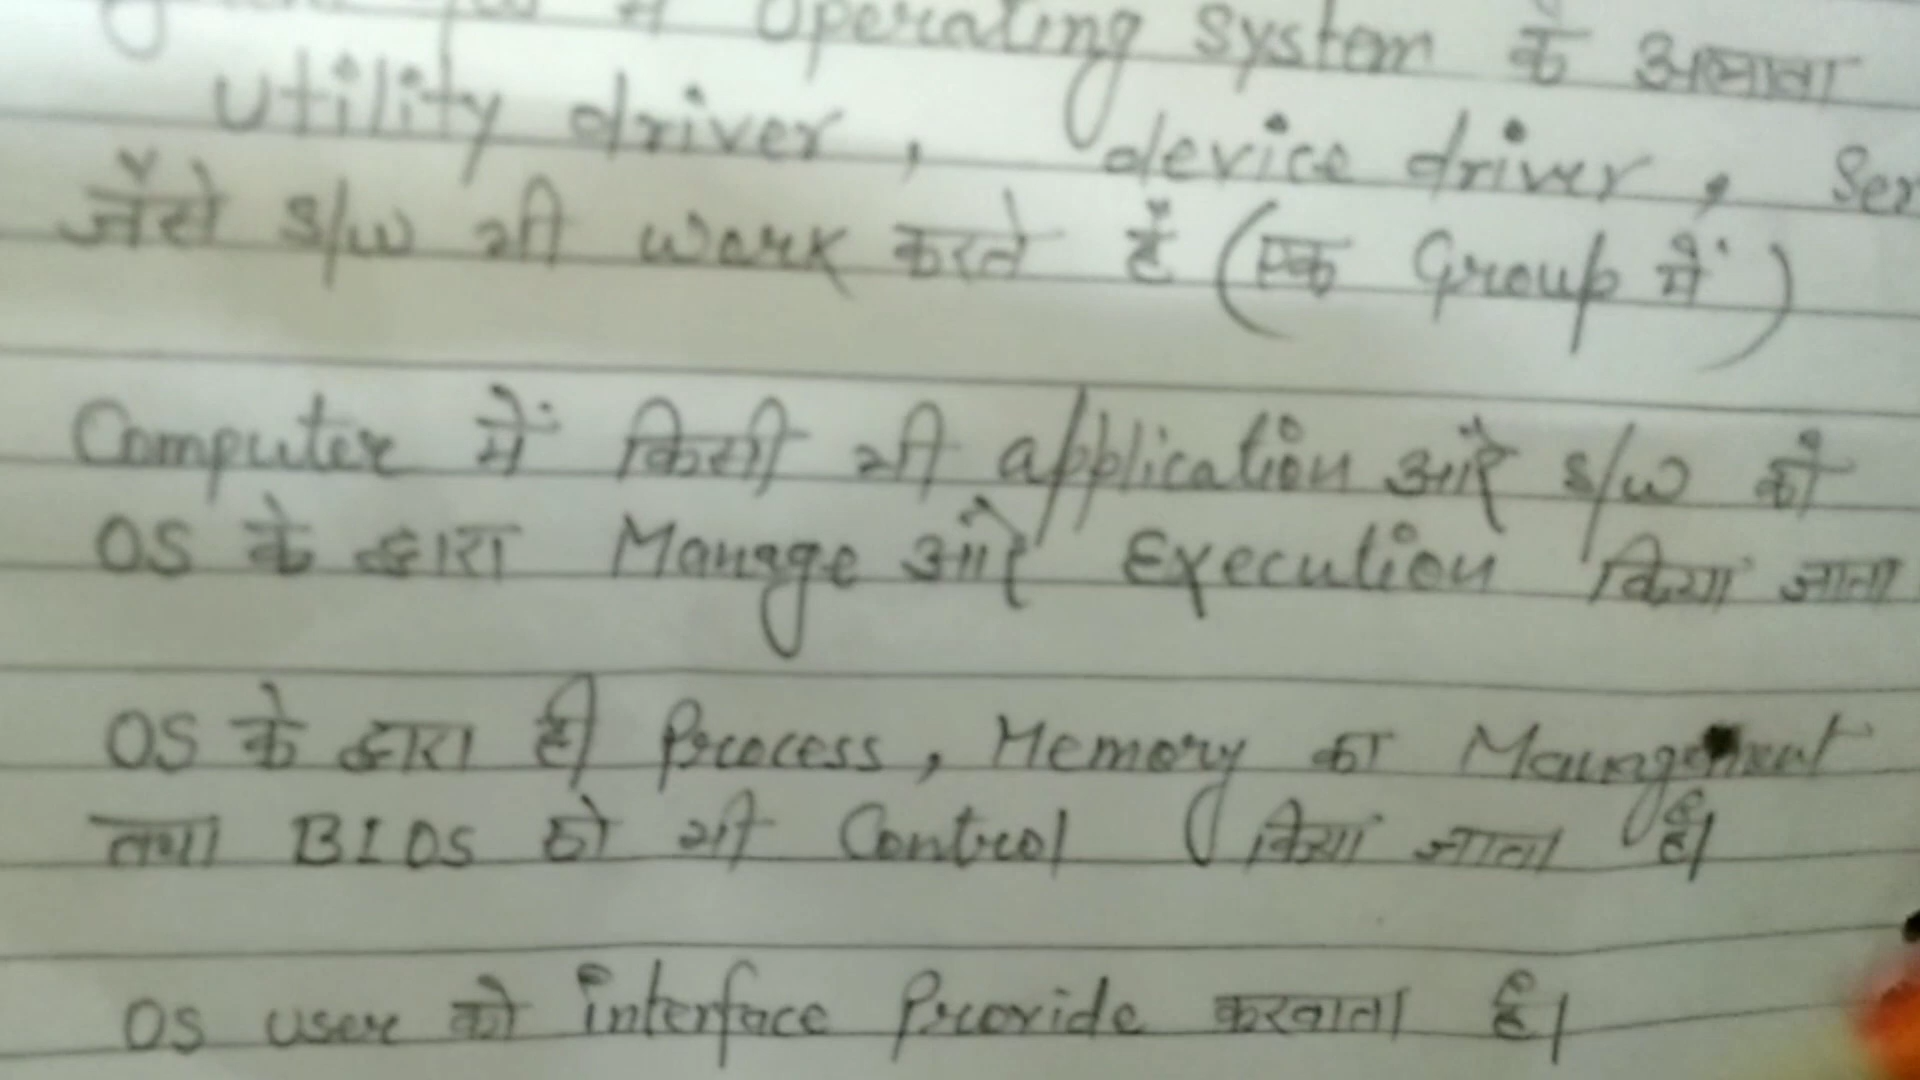 में Operating System के अलावा
Utility driver, device driver,
जैसे S/W भी work करते हैं (एक Group में)
Computer में किसी भी application और S/W को
OS के द्वारा Manage और Execution किया जाता
OS के द्वारा ही Process, Memory का Management
तथा BIOS को भी Control किया जाता है।
OS user को interface Provide करवाता है।